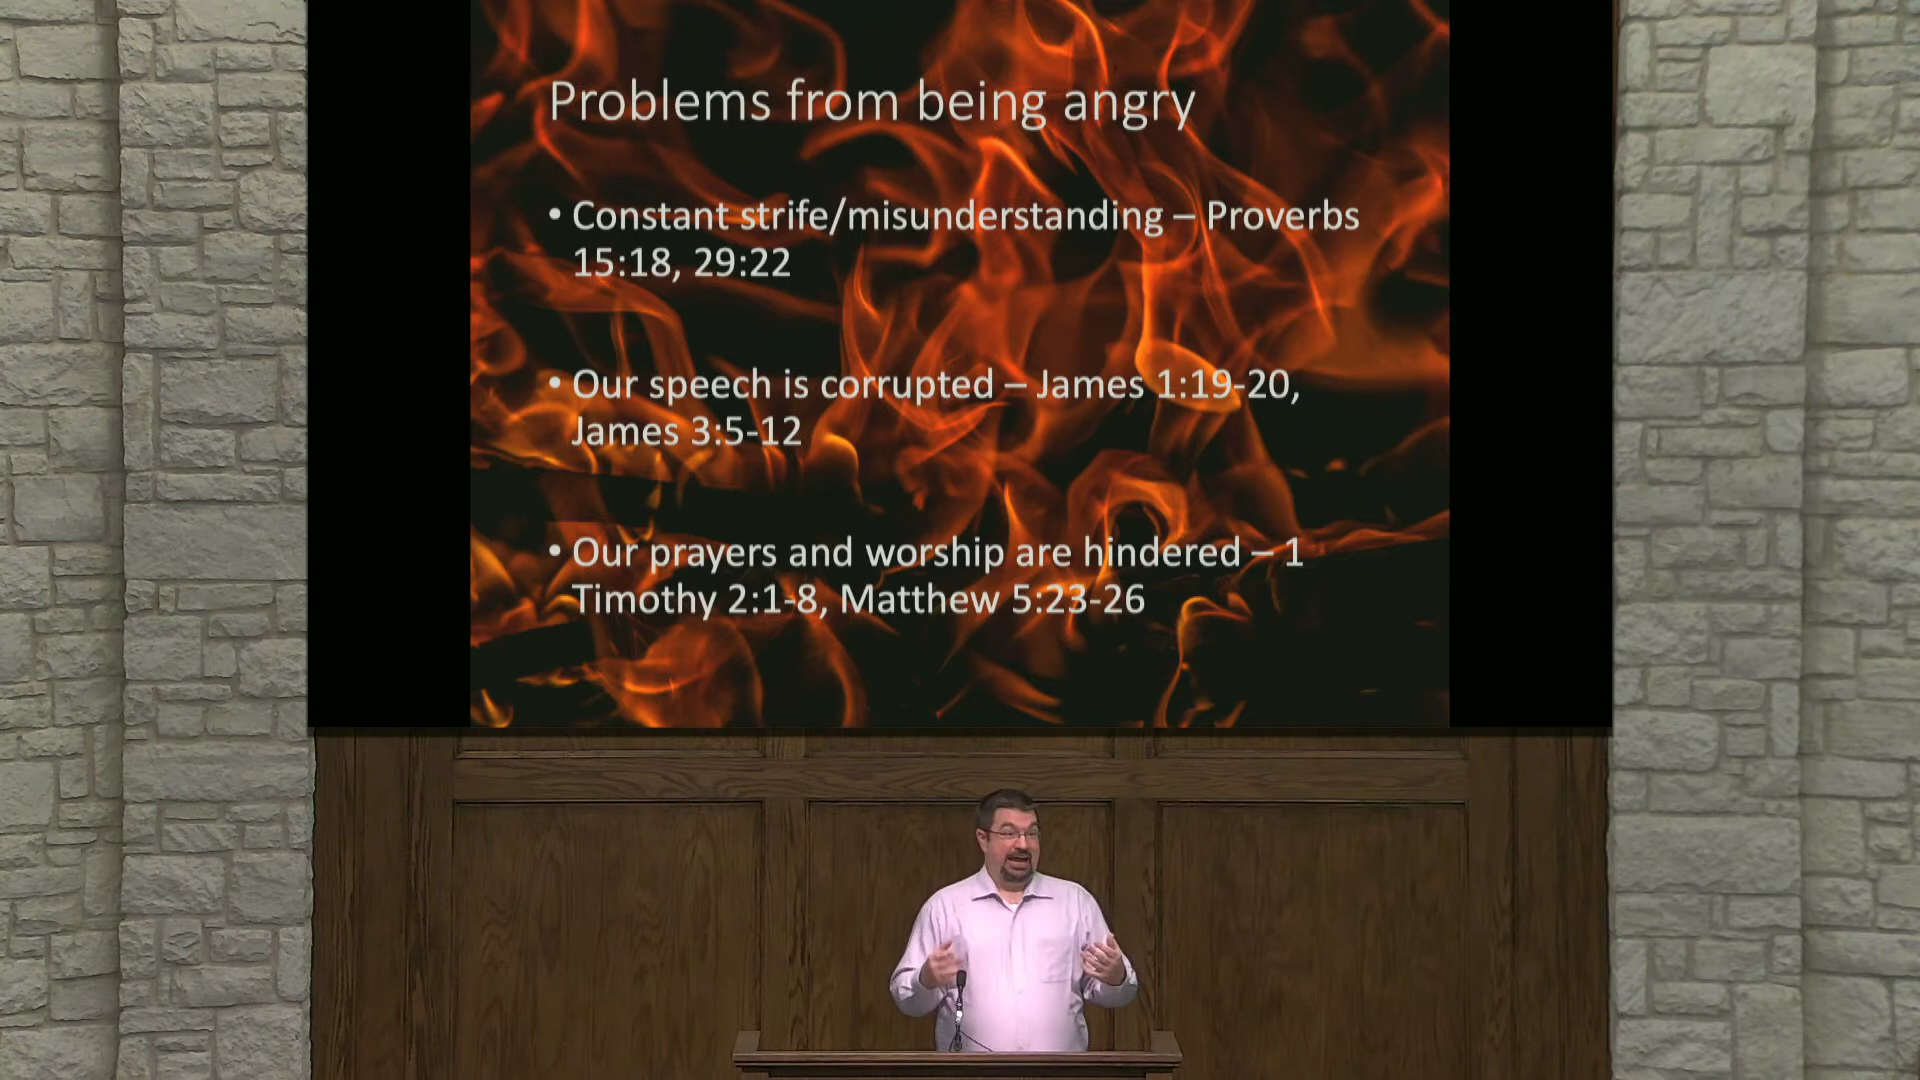 Problems from being angry
• Constant strife/misunderstanding – Proverbs
15:18, 29:22
• Our speech is corrupted – James 1:19-20,
James 3:5-12
• Our prayers and worship are hindered – 1
Timothy 2:1-8, Matthew 5:23-26